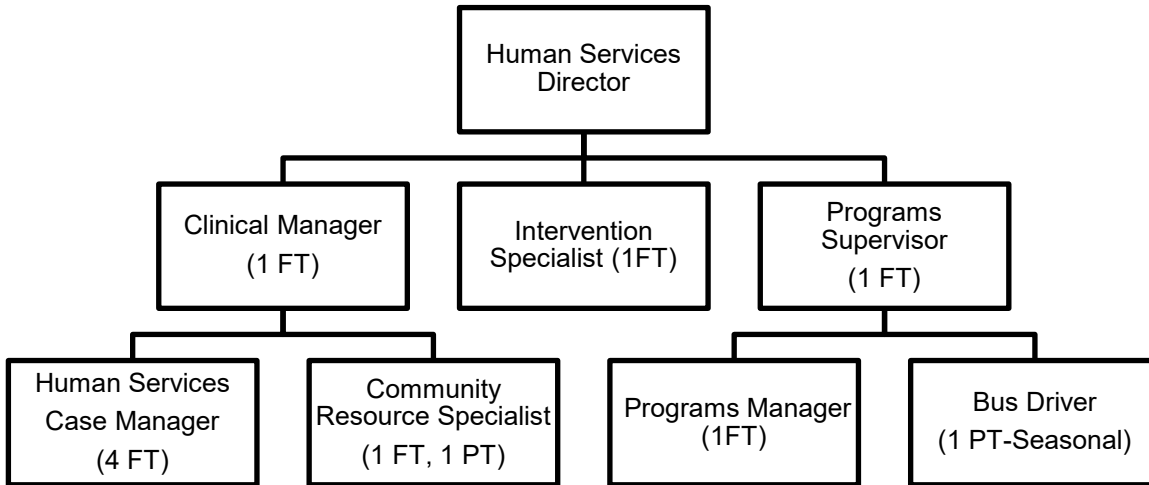 Human Services
Director
Clinical Manager
(1 FT)
Intervention
Specialist (1FT)
Programs
Supervisor
(1 FT)
Human Services
Case Manager
(4 FT)
Community
Resource Specialist
(1 FT, 1 PT)
Programs Manager
(1FT)
Bus Driver
(1 PT-Seasonal)